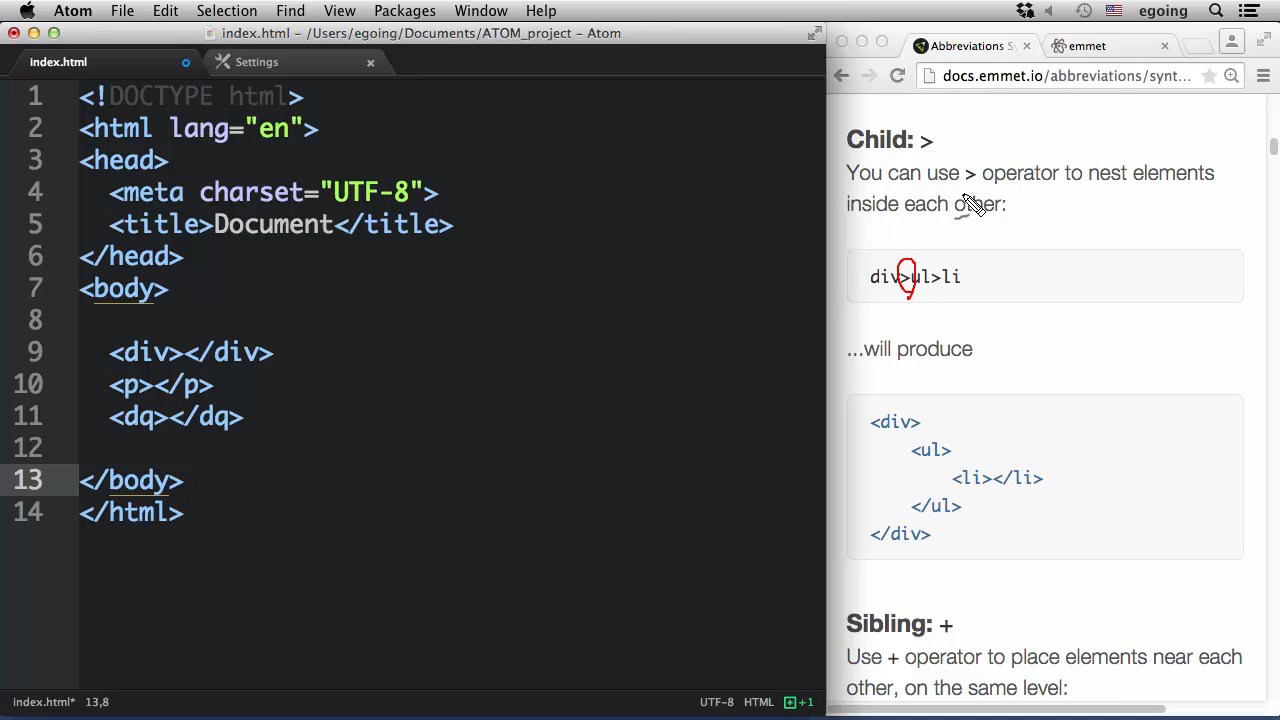 Atom File Edit View Selection Find View Packages Window Help egoing
index.html - /Users/egoing/Documents/ATOM_project - Atom
index.html Settings
1 <!DOCTYPE html>
2 <html lang="en">
3 <head>
4 <meta charset="UTF-8">
5 <title>Document</title>
6 </head>
7 <body>
8
9 <div></div>
10 <p></p>
11 <dq></dq>
12
13 </body>
14 </html>
index.html* 13,8 UTF-8 HTML +1
Abbreviations Sy emmet
docs.emmet.io/abbreviations/synt...
Child: >
You can use > operator to nest elements
inside each other:
div>ul>li
...will produce
<div>
<ul>
<li></li>
</ul>
</div>
Sibling: +
Use + operator to place elements near each
other, on the same level: